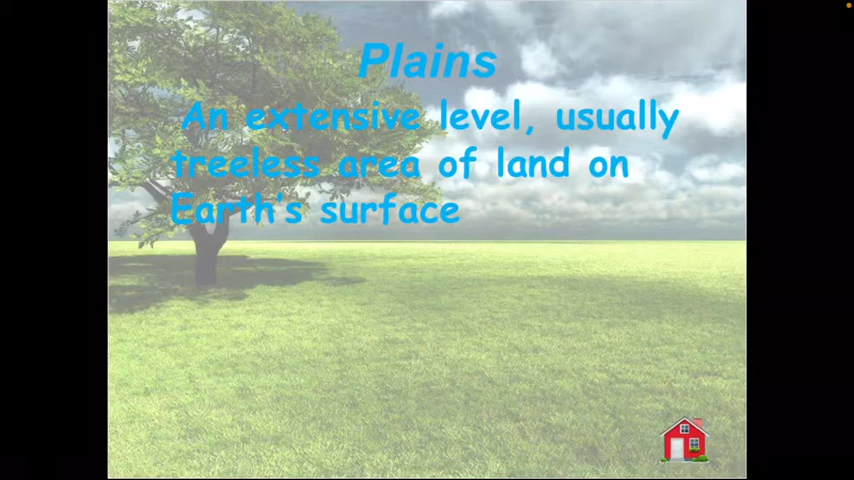 Plains
An extensive level, usually
treeless area of land on
Earth's surface